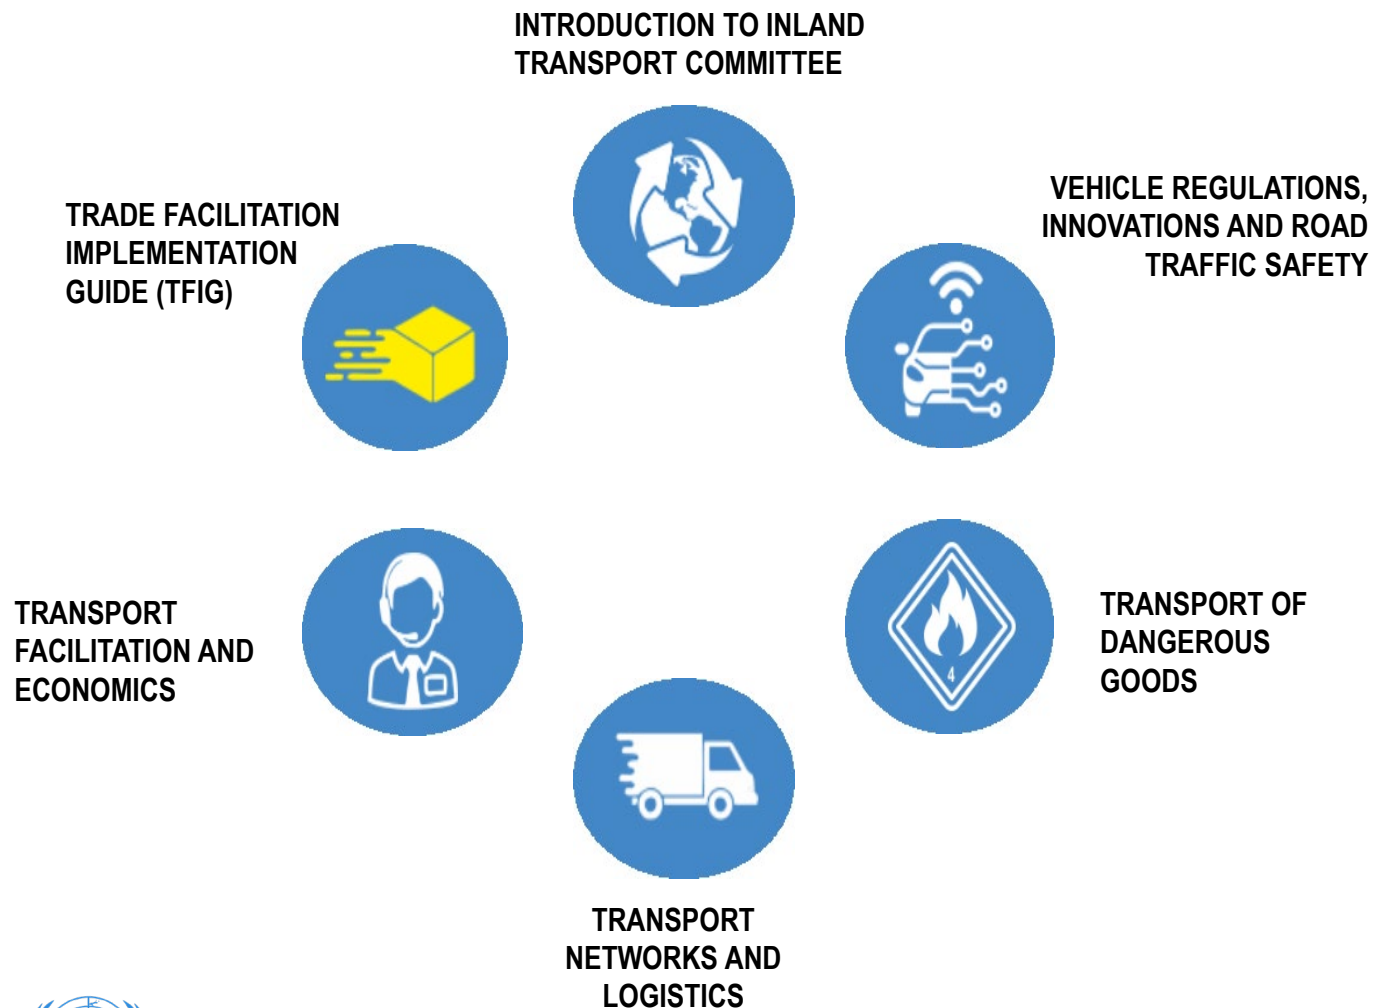 INTRODUCTION TO INLAND
TRANSPORT COMMITTEE
VEHICLE REGULATIONS,
INNOVATIONS AND ROAD
TRAFFIC SAFETY
TRADE FACILITATION
IMPLEMENTATION
GUIDE (TFIG)
TRANSPORT OF
DANGEROUS
GOODS
4
TRANSPORT
FACILITATION AND
ECONOMICS
TRANSPORT
NETWORKS AND
LOGISTICS